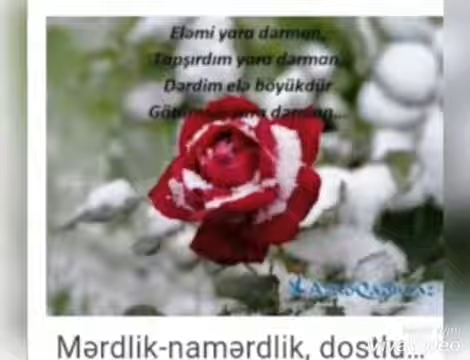 Eləmi yara dərman,
Tapşırdım yara dərman,
Dərdim elə böyükdür
dərman...
Mərdlik-namərdlik, dostlu...